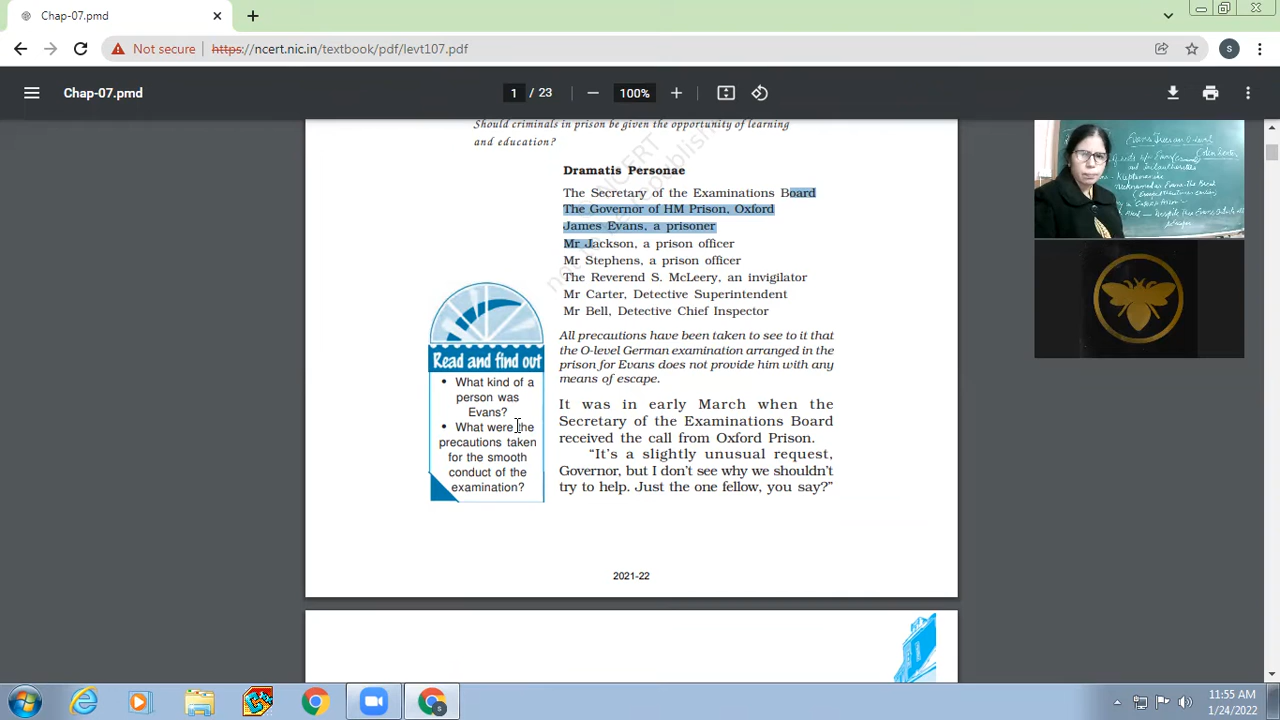 Chap-07.pmd
Not secure
https://ncert.nic.in/textbook/pdf/levt107.pdf
S
Chap-07.pmd
1 / 23
100%
Should criminals in prison be given the opportunity of learning
and education?
Dramatis Personae
The Secretary of the Examinations Board
The Governor of HM Prison, Oxford
James Evans, a prisoner
Mr Jackson, a prison officer
Mr Stephens, a prison officer
The Reverend S. McLeery, an invigilator
Mr Carter, Detective Superintendent
Mr Bell, Detective Chief Inspector
Read and find out
• What kind of a
person was
Evans?
• What were the
precautions taken
for the smooth
conduct of the
examination?
All precautions have been taken to see to it that
the O-level German examination arranged in the
prison for Evans does not provide him with any
means of escape.
It was in early March when the
Secretary of the Examinations Board
received the call from Oxford Prison.
“It’s a slightly unusual request,
Governor, but I don’t see why we shouldn’t
try to help. Just the one fellow, you say?”
2021-22
11:55 AM
1/24/2022